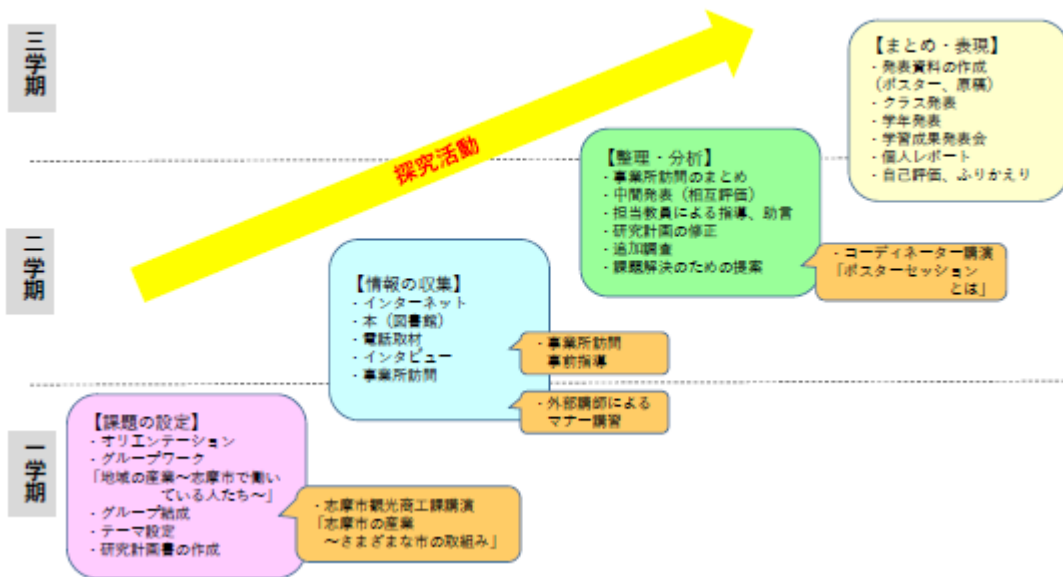 三学期
【まとめ・表現】
・発表資料の作成
（ポスター、原稿）
・クラス発表
・学年発表
・学習成果発表会
・個人レポート
・自己評価、ふりかえり
探究活動
【整理・分析】
・事業所訪問のまとめ
・中間発表（相互評価）
・担当教員による指導、助言
・研究計画の修正
・追加調査
・課題解決のための提案
・コーディネーター講演
「ポスターセッション
とは」
二学期
【情報の収集】
・インターネット
・本（図書館）
・電話取材
・インタビュー
・事業所訪問
・事業所訪問
事前指導
・外部講師による
マナー講習
一学期
【課題の設定】
・オリエンテーション
・グループワーク
「地域の産業～志摩市で働い
ている人たち～」
・グループ結成
・テーマ設定
・研究計画書の作成
・志摩市観光商工課講演
「志摩市の産業
～さまざまな市の取組み」